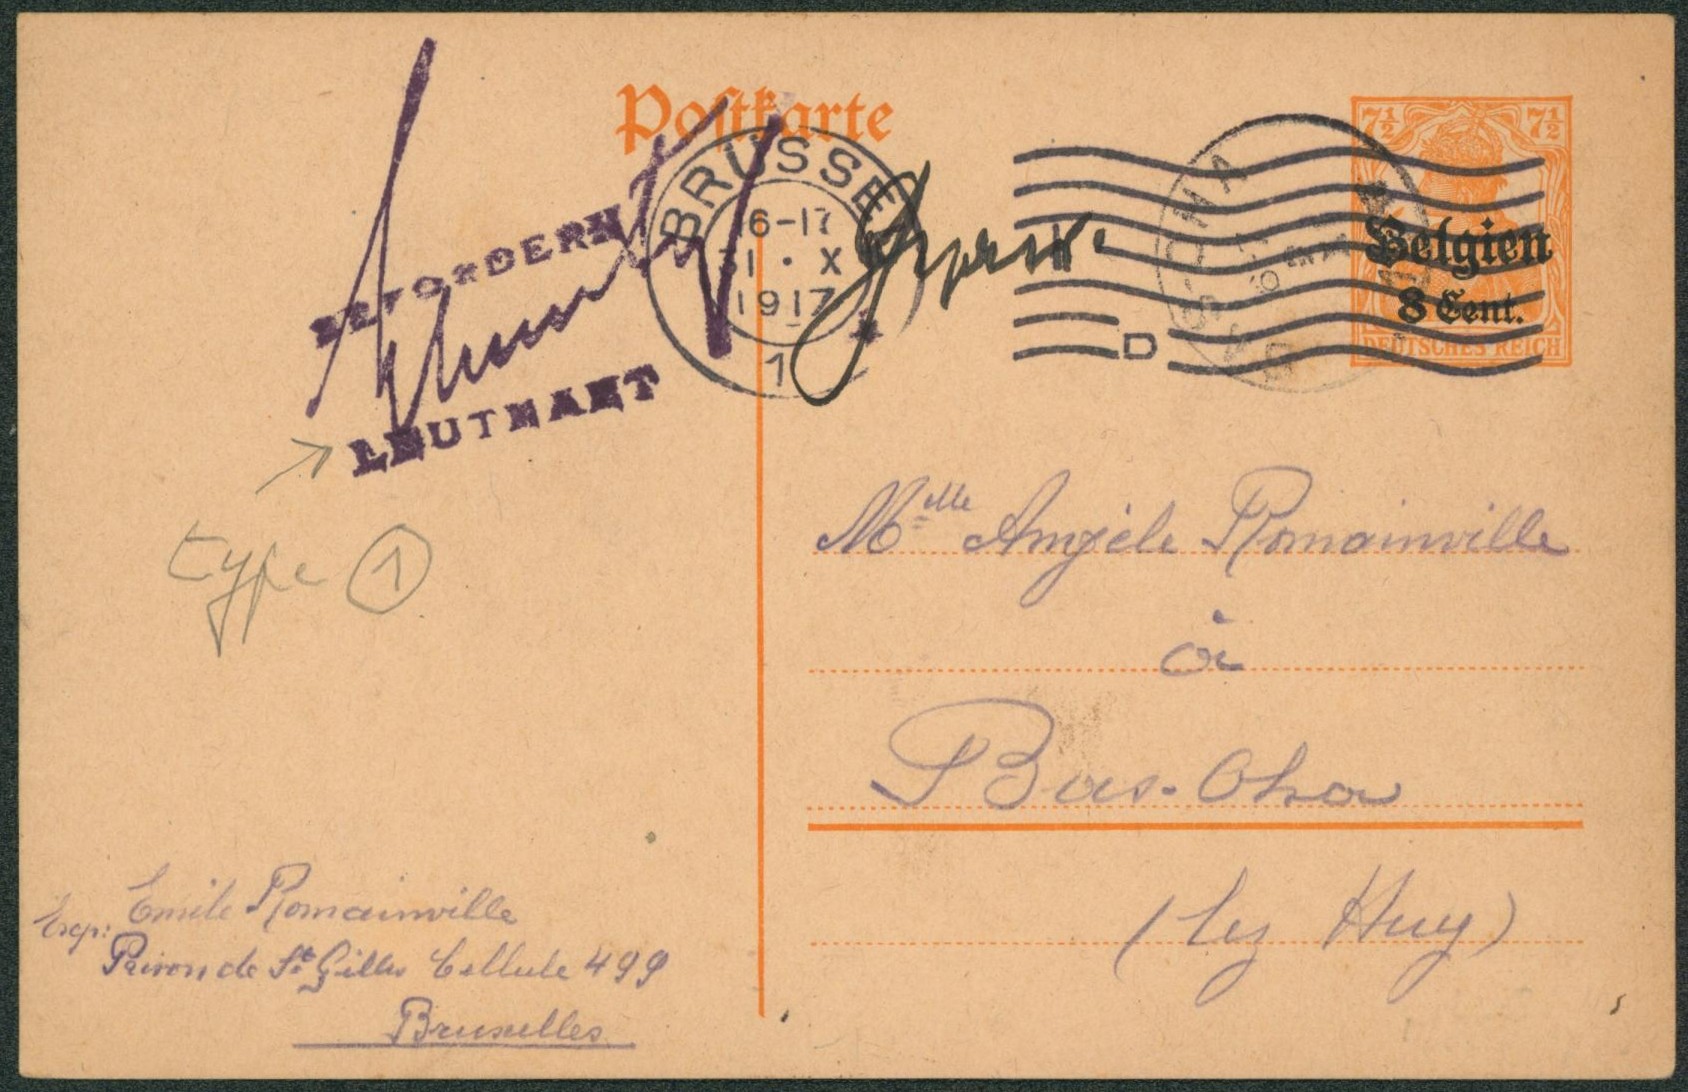 Postkarte
7½ 7½
Belgien
8 Cent.
DEUTSCHES REICH
BRÜSSEL
16-17
31 · X
1917
1
D
BEFÖRDERN
LEUTNANT
type 1
Melle Angèle Romainville
à
Bas-Oha
(lez Huy)
Exp: Emile Romainville
Prison de St Gilles Cellule 499
Bruxelles